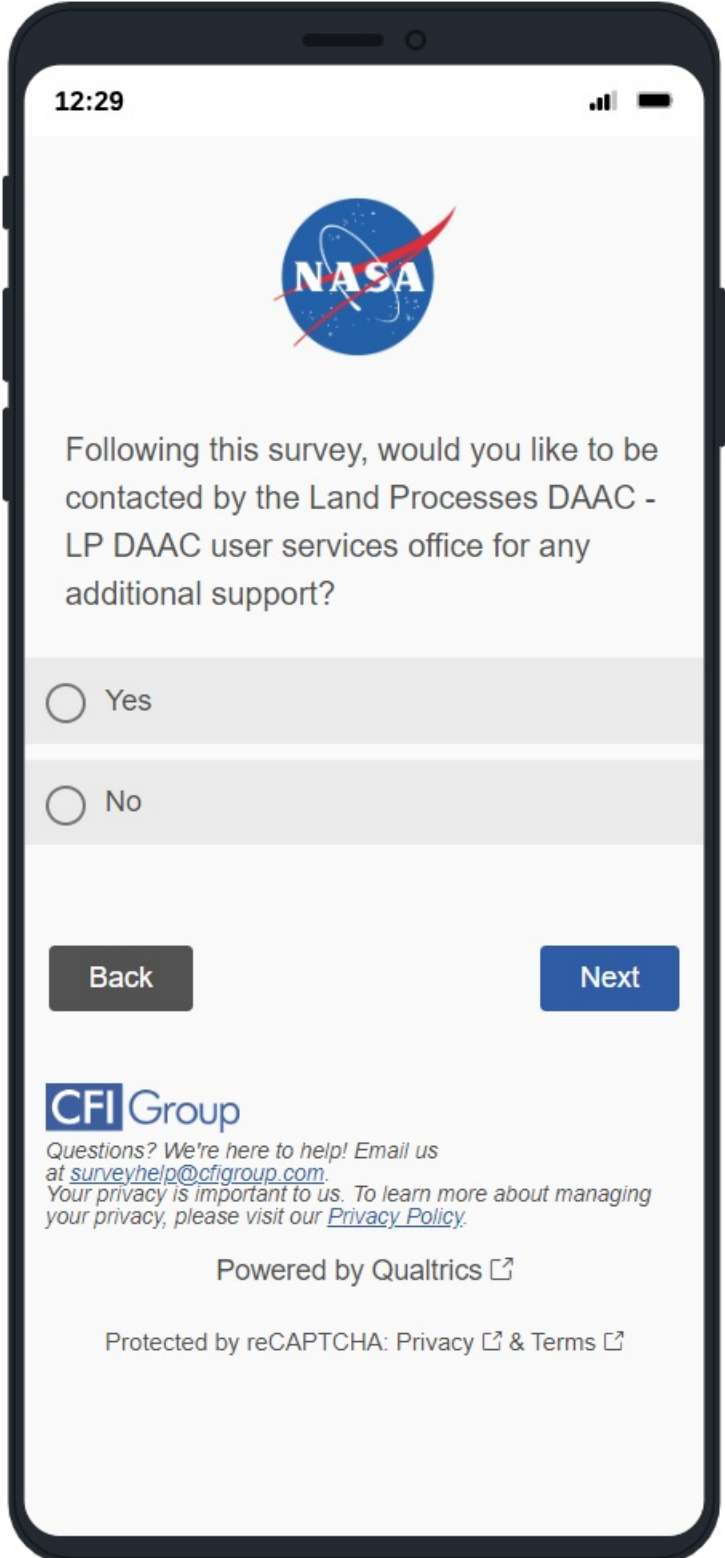 12:29
NASA
Following this survey, would you like to be
contacted by the Land Processes DAAC -
LP DAAC user services office for any
additional support?
Yes
No
Back
Next
CFI Group
Questions? We're here to help! Email us
at surveyhelp@cfigroup.com.
Your privacy is important to us. To learn more about managing
your privacy, please visit our Privacy Policy.
Powered by Qualtrics
Protected by reCAPTCHA: Privacy & Terms